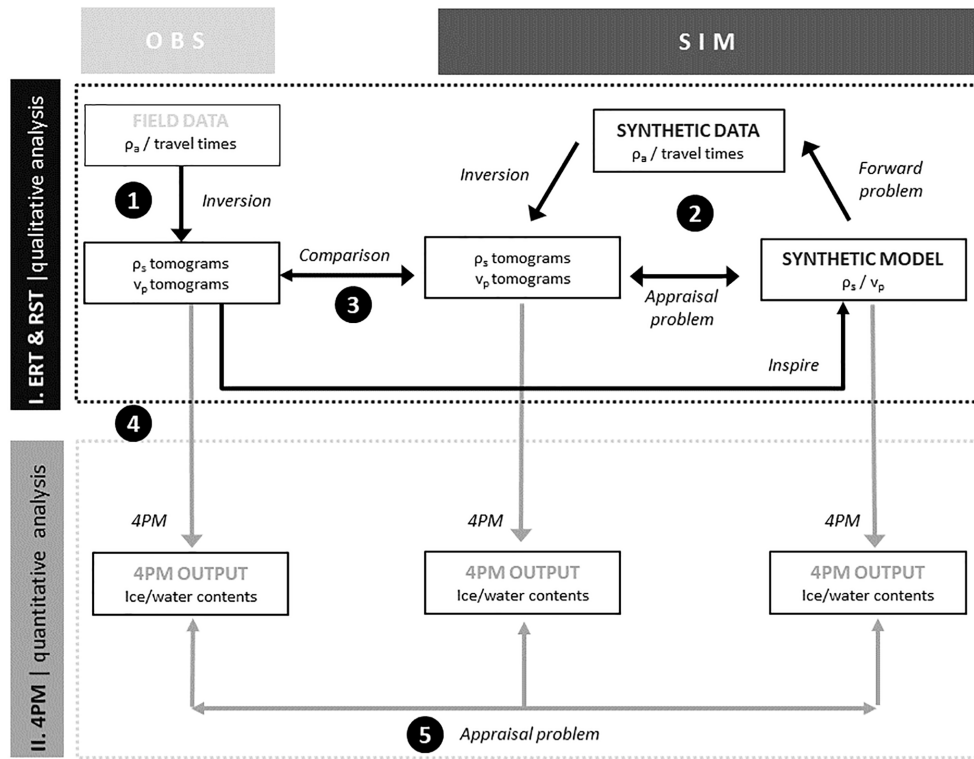 OBS
SIM
I. ERT & RST | qualitative analysis
FIELD DATA
ρa / travel times
SYNTHETIC DATA
ρa / travel times
1
Inversion
Inversion
2
Forward
problem
ρs tomograms
vp tomograms
Comparison
3
ρs tomograms
vp tomograms
Appraisal
problem
SYNTHETIC MODEL
ρs / vp
Inspire
4
II. 4PM | quantitative analysis
4PM
4PM
4PM
4PM OUTPUT
Ice/water contents
4PM OUTPUT
Ice/water contents
4PM OUTPUT
Ice/water contents
5
Appraisal problem